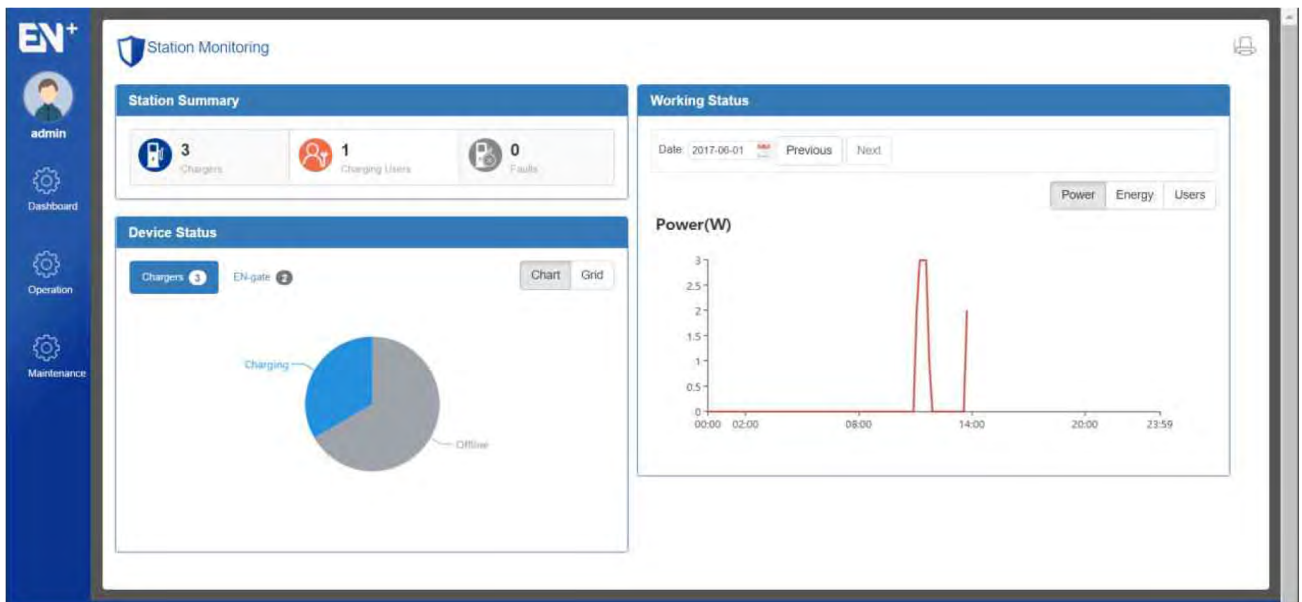 EN+
admin
Dashboard
Operation
Maintenance
Station Monitoring
Station Summary
3
Chargers
1
Charging Users
0
Faults
Device Status
Chargers 3 EN-gate 2 Chart Grid
Charging
Offline
Working Status
Date: 2017-06-01 Previous Next
Power Energy Users
Power(W)
3
2.5
2
1.5
1
0.5
0
00:00 02:00 08:00 14:00 20:00 23:59